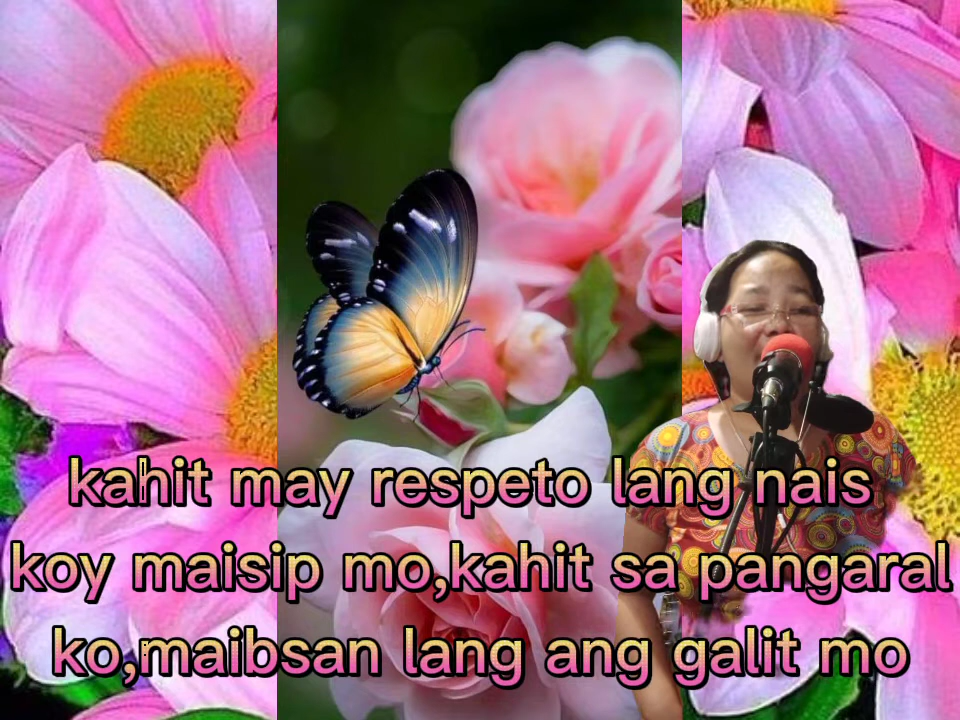 kahit may respeto lang nais
koy maisip mo,kahit sa pangaral
ko,maibsan lang ang galit mo